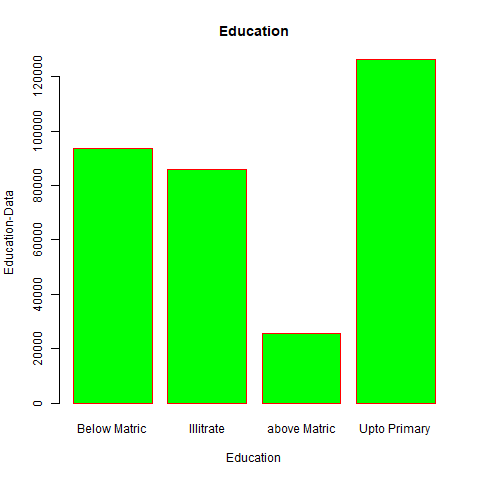 Education
Education-Data
120000
100000
80000
60000
40000
20000
0
Below Matric
Illitrate
above Matric
Upto Primary
Education